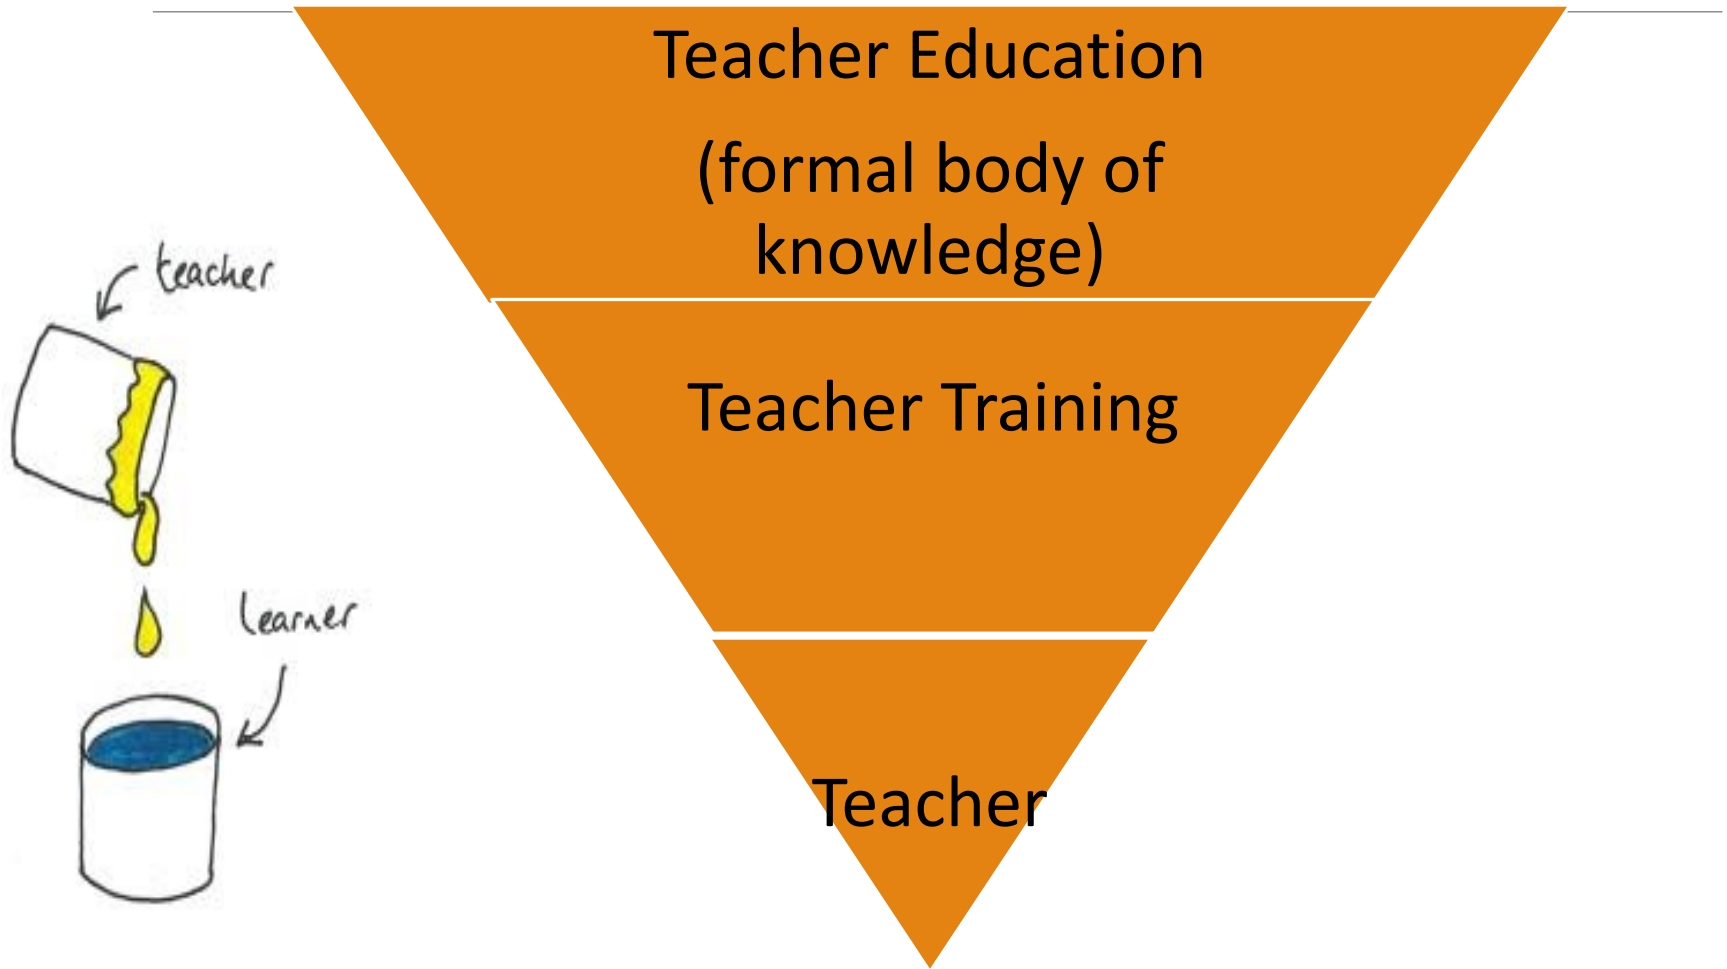 Teacher Education
(formal body of
knowledge)
teacher
Teacher Training
learner
Teacher